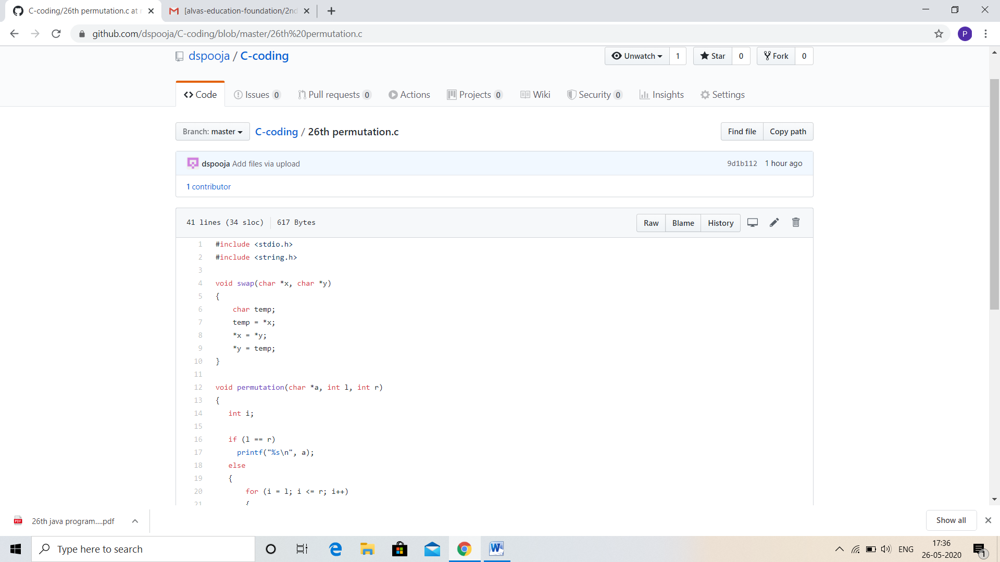 C-coding/26th permutation.c at
[alvas-education-foundation/2nd
github.com/dspooja/C-coding/blob/master/26th%20permutation.c
P
dspooja / C-coding
Unwatch 1 Star 0 Fork 0
Code Issues 0 Pull requests 0 Actions Projects 0 Wiki Security 0 Insights Settings
Branch: master C-coding / 26th permutation.c Find file Copy path
dspooja Add files via upload 9d1b112 1 hour ago
1 contributor
41 lines (34 sloc) 617 Bytes Raw Blame History
1 #include <stdio.h>
2 #include <string.h>
3
4 void swap(char *x, char *y)
5 {
6     char temp;
7     temp = *x;
8     *x = *y;
9     *y = temp;
10 }
11
12 void permutation(char *a, int l, int r)
13 {
14    int i;
15
16    if (l == r)
17      printf("%s\n", a);
18    else
19    {
20        for (i = l; i <= r; i++)
21        {
PDF 26th java program....pdf Show all
Type here to search
ENG 17:36
26-05-2020
1